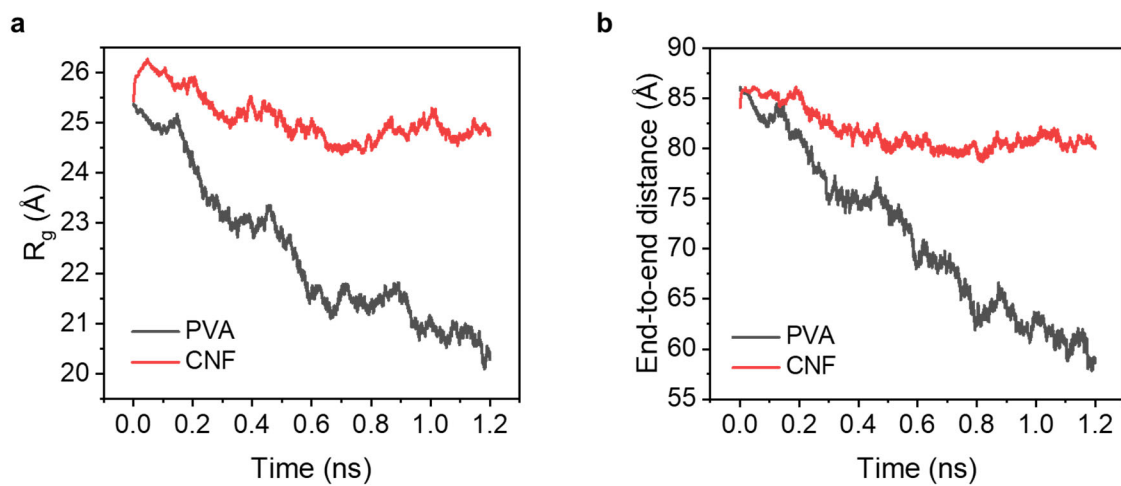 a
R_g (Å)
26
25
24
23
22
21
20
PVA
CNF
0.0 0.2 0.4 0.6 0.8 1.0 1.2
Time (ns)
b
End-to-end distance (Å)
90
85
80
75
70
65
60
55
PVA
CNF
0.0 0.2 0.4 0.6 0.8 1.0 1.2
Time (ns)